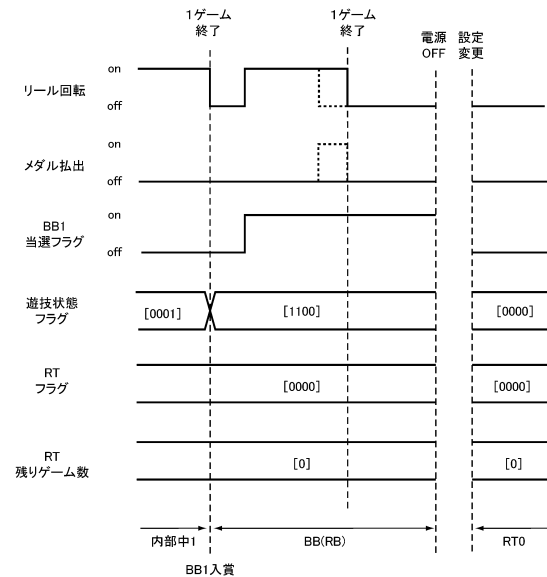 1ゲーム
終了
1ゲーム
終了
電源
OFF
設定
変更
リール回転
on
off
メダル払出
on
off
BB1
当選フラグ
on
off
遊技状態
フラグ
[0001]
[1100]
[0000]
RT
フラグ
[0000]
[0000]
RT
残りゲーム数
[0]
[0]
内部中1
BB(RB)
RT0
BB1入賞